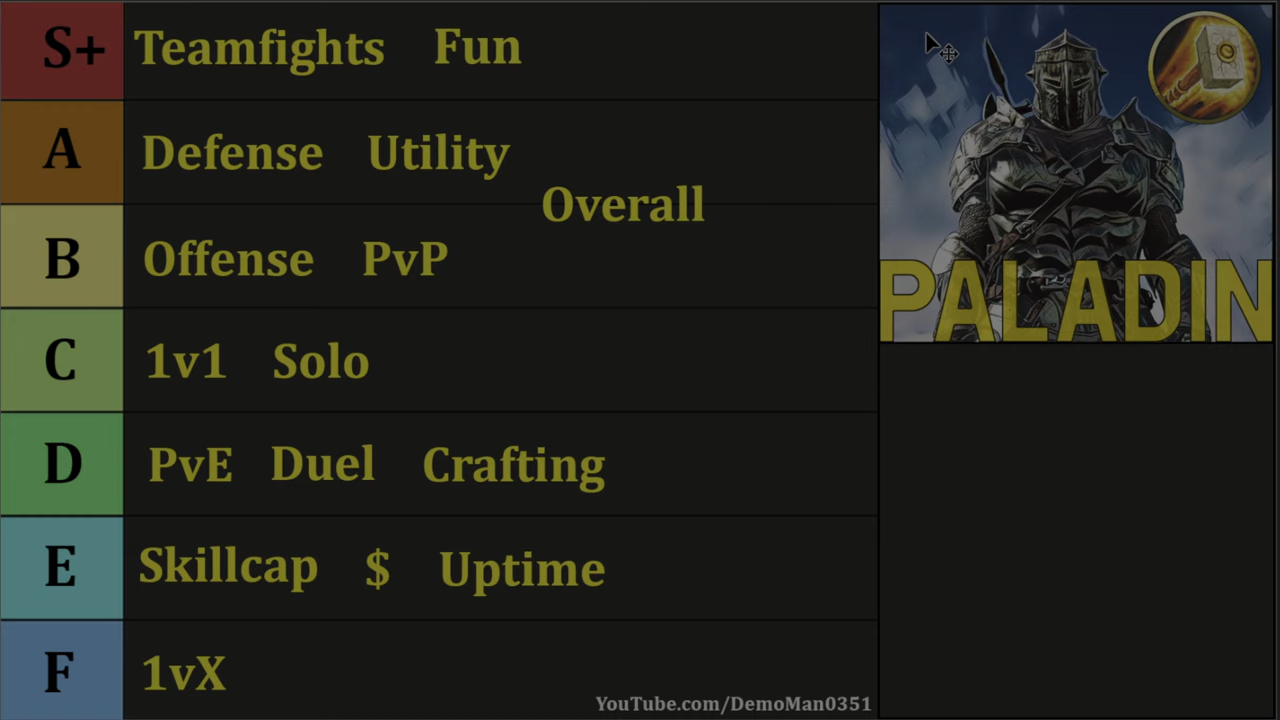 S+ Teamfights Fun
A Defense Utility
Overall
B Offense PvP
C 1v1 Solo
D PvE Duel Crafting
E Skillcap $ Uptime
F 1vX
PALADIN
YouTube.com/DemoMan0351